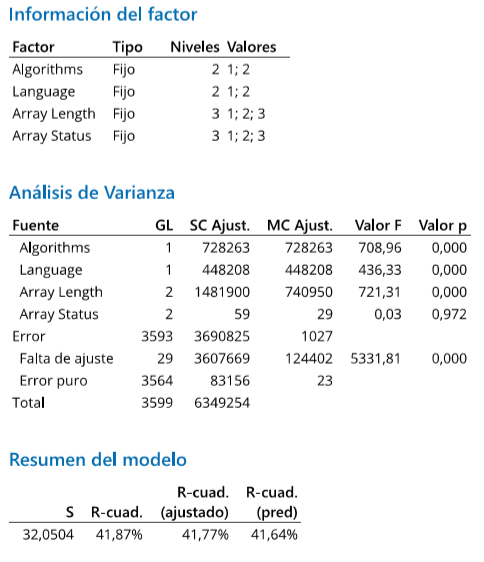 Información del factor
Factor Tipo Niveles Valores
Algorithms Fijo 2 1; 2
Language Fijo 2 1; 2
Array Length Fijo 3 1; 2; 3
Array Status Fijo 3 1; 2; 3
Análisis de Varianza
Fuente GL SC Ajust. MC Ajust. Valor F Valor p
Algorithms 1 728263 728263 708,96 0,000
Language 1 448208 448208 436,33 0,000
Array Length 2 1481900 740950 721,31 0,000
Array Status 2 59 29 0,03 0,972
Error 3593 3690825 1027
Falta de ajuste 29 3607669 124402 5331,81 0,000
Error puro 3564 83156 23
Total 3599 6349254
Resumen del modelo
R-cuad. R-cuad.
S R-cuad. (ajustado) (pred)
32,0504 41,87% 41,77% 41,64%